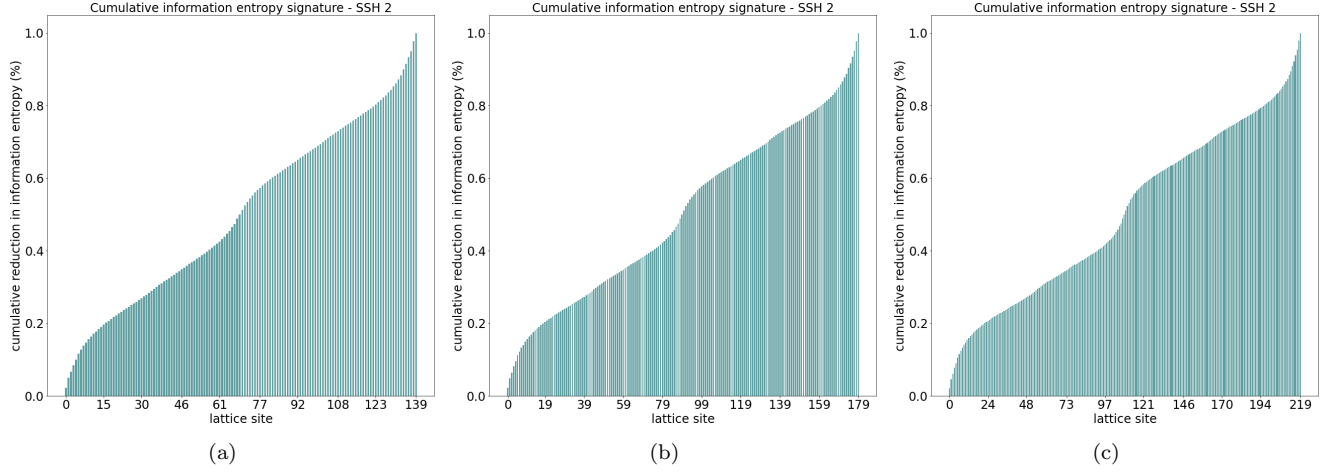 Cumulative information entropy signature - SSH 2
cumulative reduction in information entropy (%)
1.0
0.8
0.6
0.4
0.2
0.0
0 15 30 46 61 77 92 108 123 139
lattice site
(a)
Cumulative information entropy signature - SSH 2
cumulative reduction in information entropy (%)
1.0
0.8
0.6
0.4
0.2
0.0
0 19 39 59 79 99 119 139 159 179
lattice site
(b)
Cumulative information entropy signature - SSH 2
cumulative reduction in information entropy (%)
1.0
0.8
0.6
0.4
0.2
0.0
0 24 48 73 97 121 146 170 194 219
lattice site
(c)